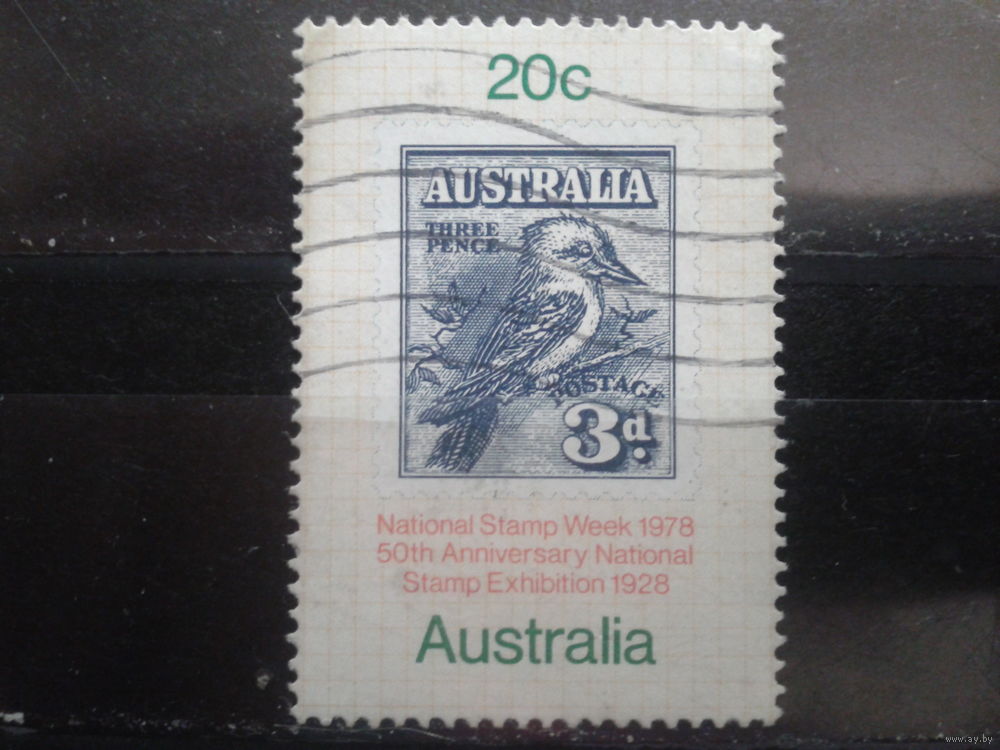 20c
AUSTRALIA
THREE
PENCE
POSTAGE
3d.
National Stamp Week 1978
50th Anniversary National
Stamp Exhibition 1928
Australia
www.ay.by